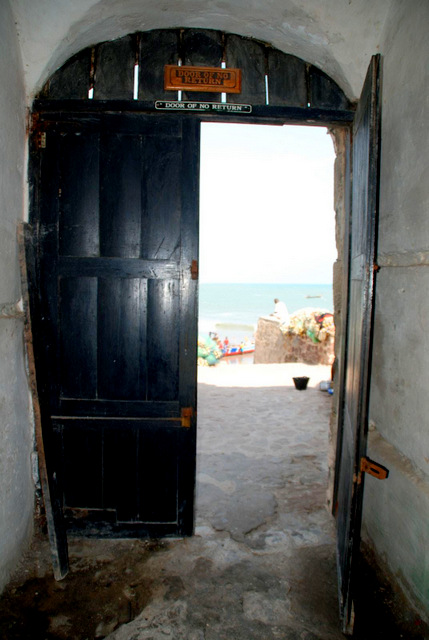 DOOR OF NO
RETURN
"DOOR OF NO RETURN"